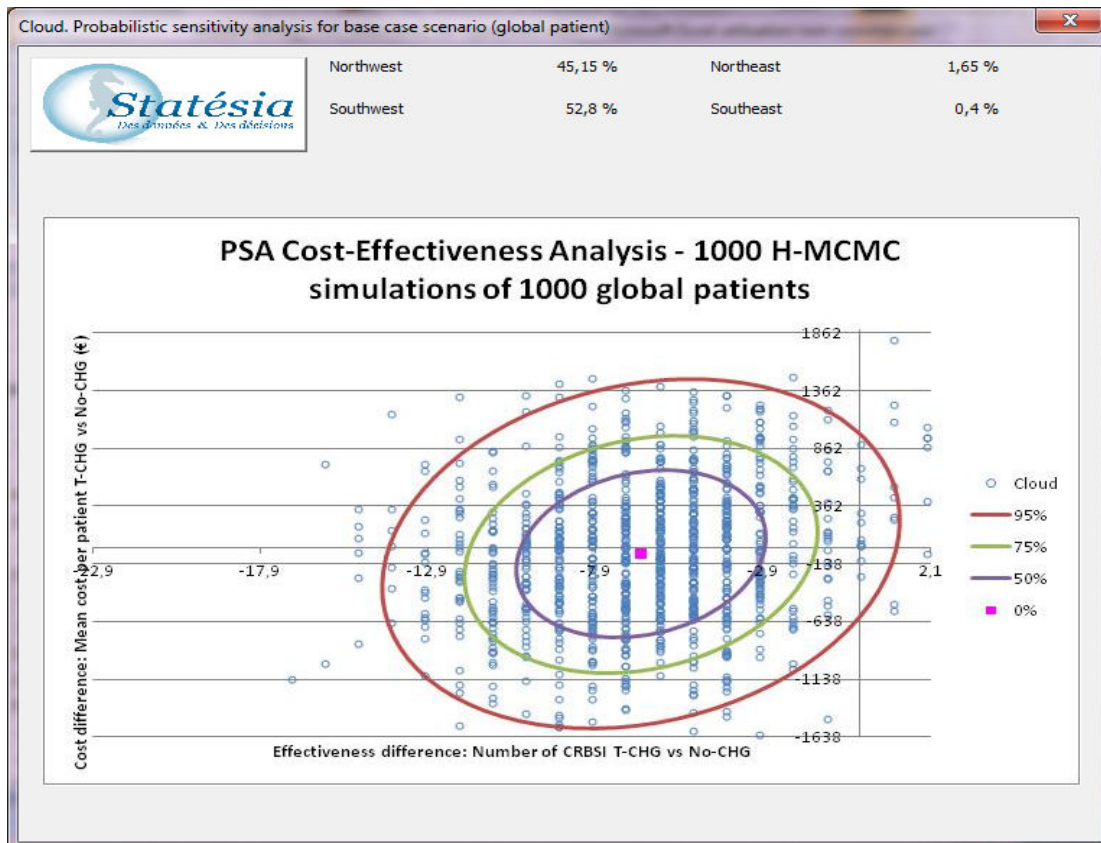 Cloud. Probabilistic sensitivity analysis for base case scenario (global patient)
Statésia
Des données & Des décisions
Northwest 45,15 % Northeast 1,65 %
Southwest 52,8 % Southeast 0,4 %
PSA Cost-Effectiveness Analysis - 1000 H-MCMC
simulations of 1000 global patients
Cost difference: Mean cost per patient T-CHG vs No-CHG (€)
1862
1362
862
362
-138
-638
-1138
-1638
-22,9 -17,9 -12,9 -7,9 -2,9 2,1
Effectiveness difference: Number of CRBSI T-CHG vs No-CHG
Cloud
95%
75%
50%
0%